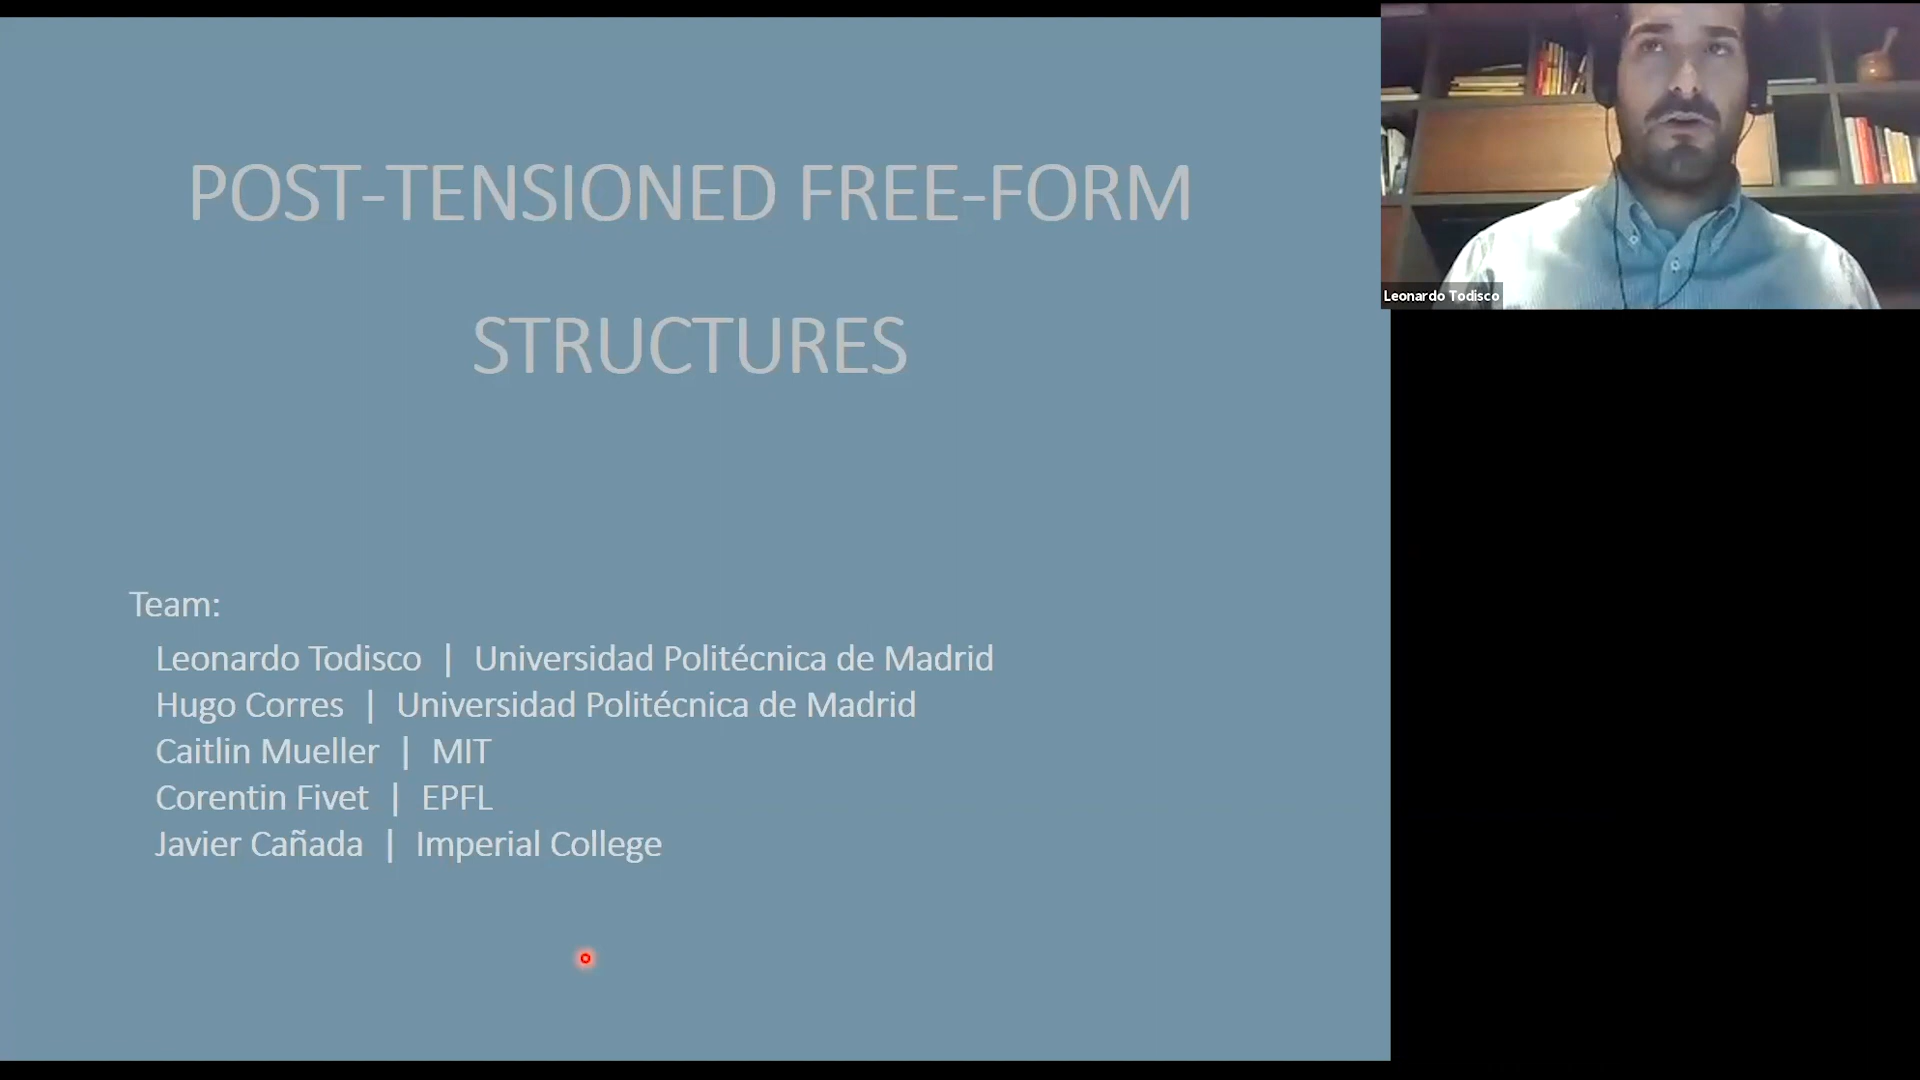 POST-TENSIONED FREE-FORM
STRUCTURES
Team:
Leonardo Todisco | Universidad Politécnica de Madrid
Hugo Corres | Universidad Politécnica de Madrid
Caitlin Mueller | MIT
Corentin Fivet | EPFL
Javier Cañada | Imperial College
Leonardo Todisco